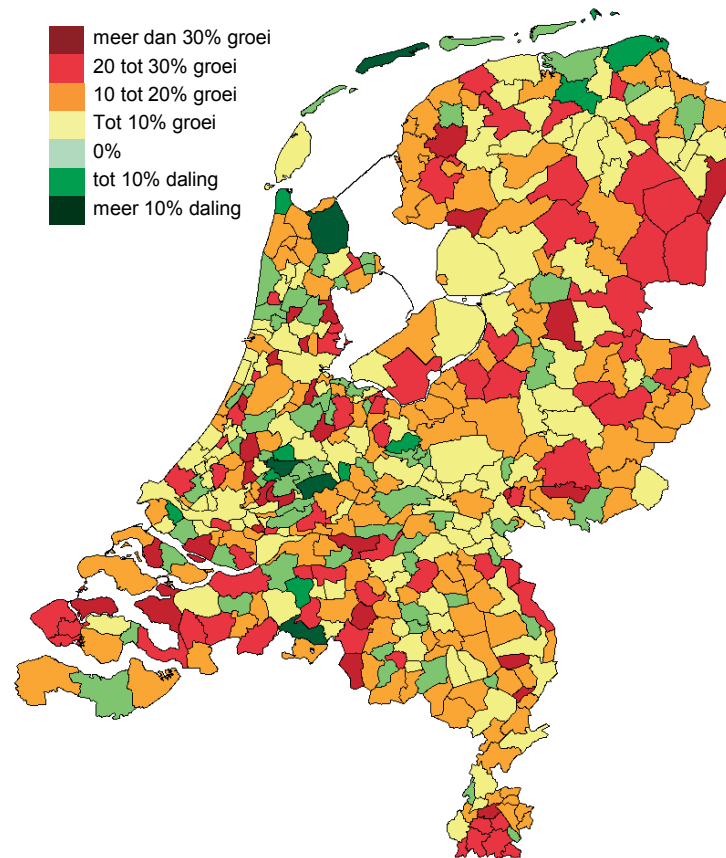 meer dan 30% groei
20 tot 30% groei
10 tot 20% groei
Tot 10% groei
0%
tot 10% daling
meer 10% daling